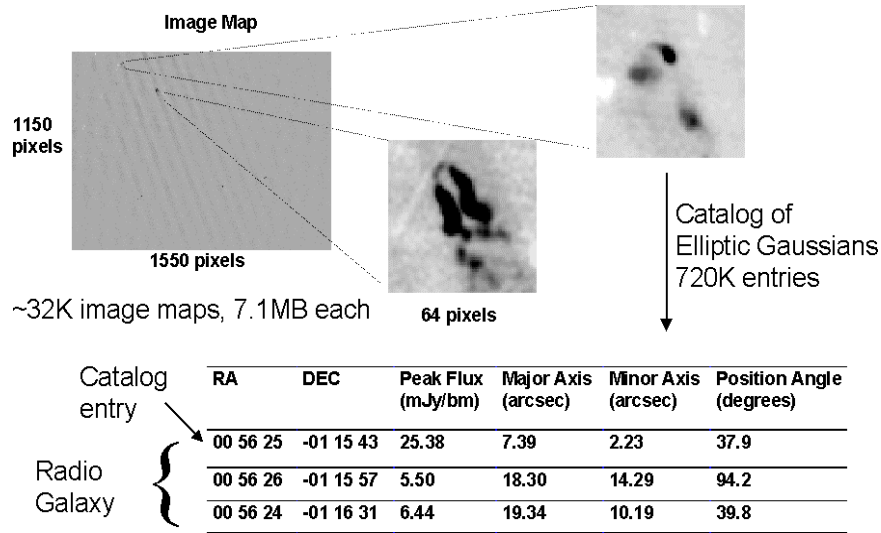 Image Map
1150
pixels
1550 pixels
~32K image maps, 7.1MB each
64 pixels
Catalog of
Elliptic Gaussians
720K entries
Catalog
entry
Radio
Galaxy
RA DEC Peak Flux (mJy/bm) Major Axis (arcsec) Minor Axis (arcsec) Position Angle (degrees)
00 56 25 -01 15 43 25.38 7.39 2.23 37.9
00 56 26 -01 15 57 5.50 18.30 14.29 94.2
00 56 24 -01 16 31 6.44 19.34 10.19 39.8